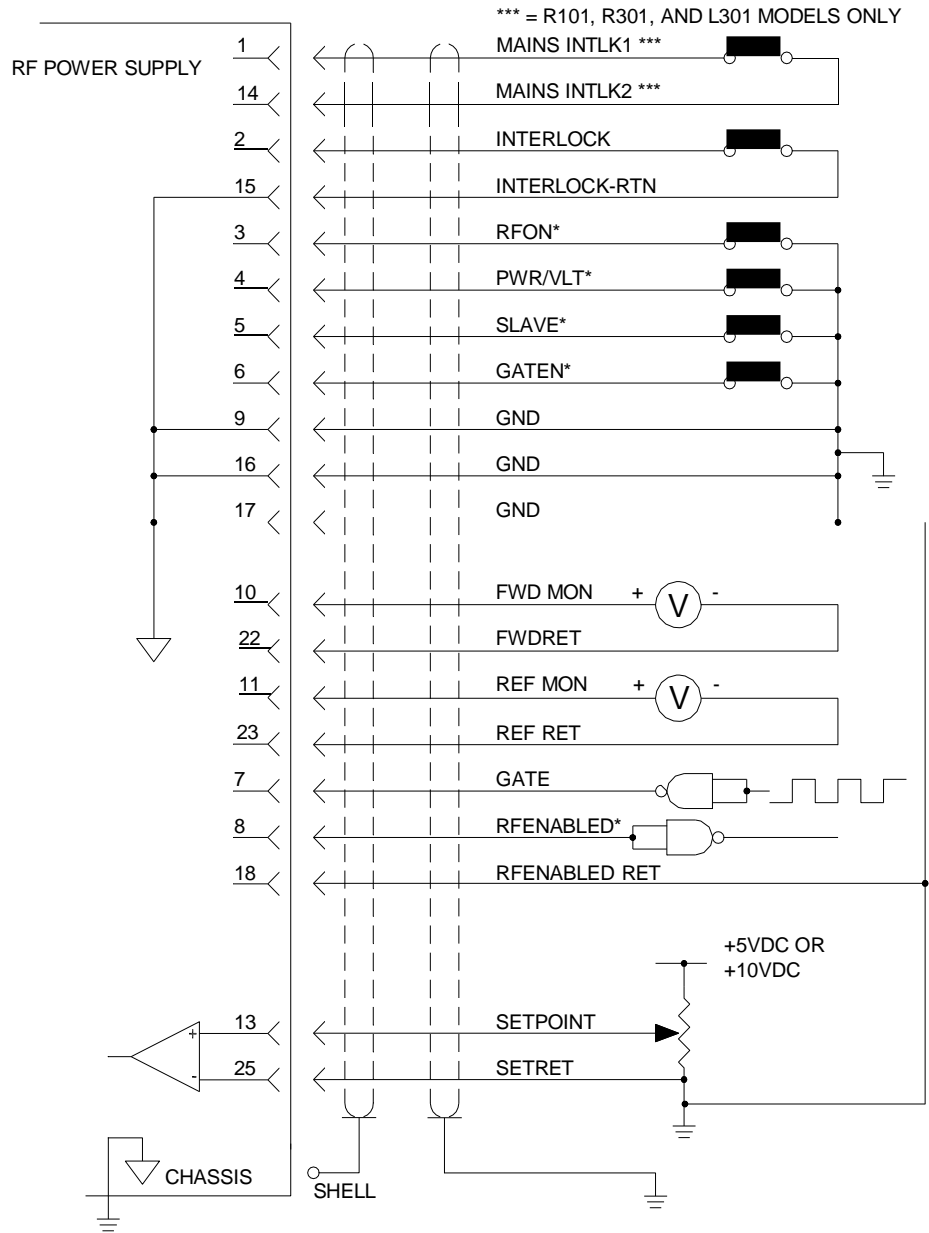 *** = R101, R301, AND L301 MODELS ONLY
RF POWER SUPPLY
1 MAINS INTLK1 ***
14 MAINS INTLK2 ***
2 INTERLOCK
15 INTERLOCK-RTN
3 RFON*
4 PWR/VLT*
5 SLAVE*
6 GATEN*
9 GND
16 GND
17 GND
10 FWD MON + V -
22 FWDRET
11 REF MON + V -
23 REF RET
7 GATE
8 RFENABLED*
18 RFENABLED RET
+5VDC OR
+10VDC
13 + SETPOINT
25 - SETRET
CHASSIS
SHELL